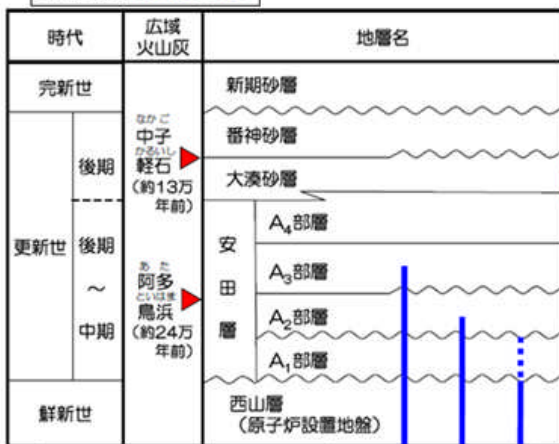 時代
広域
火山灰
地層名
完新世
新期砂層
なかご
中子
かるいし
軽石
(約13万
年前)
番神砂層
後期
大湊砂層
更新世
後期
～
中期
あた
阿多
といはま
鳥浜
(約24万
年前)
安
田
層
A₄部層
A₃部層
A₂部層
A₁部層
鮮新世
西山層
(原子炉設置地盤)